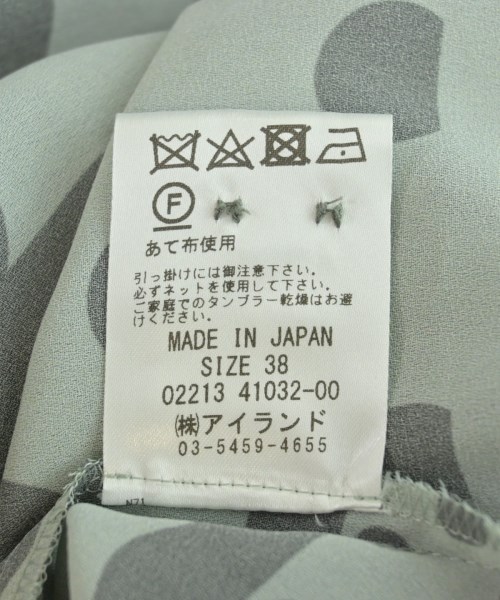 F
あて布使用
引っ掛けには御注意下さい。
必ずネットを使用して下さい。
ご家庭でのタンブラー乾燥はお避
けください。
MADE IN JAPAN
SIZE 38
02213 41032-00
㈱アイランド
03-5459-4655
N71